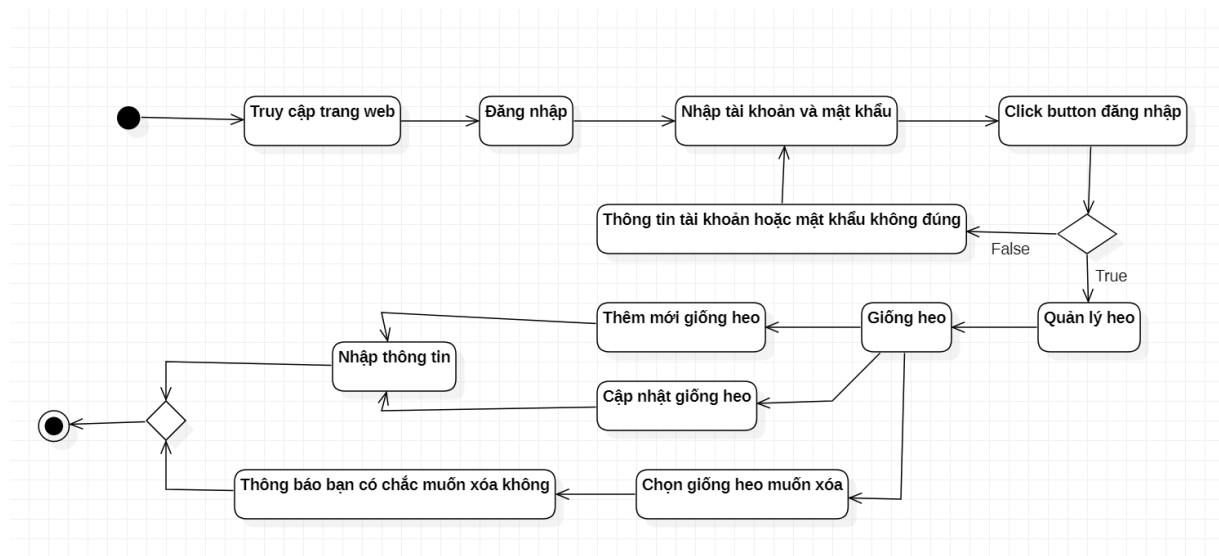 Truy cập trang web
Đăng nhập
Nhập tài khoản và mật khẩu
Click button đăng nhập
Thông tin tài khoản hoặc mật khẩu không đúng
False
True
Thêm mới giống heo
Giống heo
Quản lý heo
Nhập thông tin
Cập nhật giống heo
Thông báo bạn có chắc muốn xóa không
Chọn giống heo muốn xóa